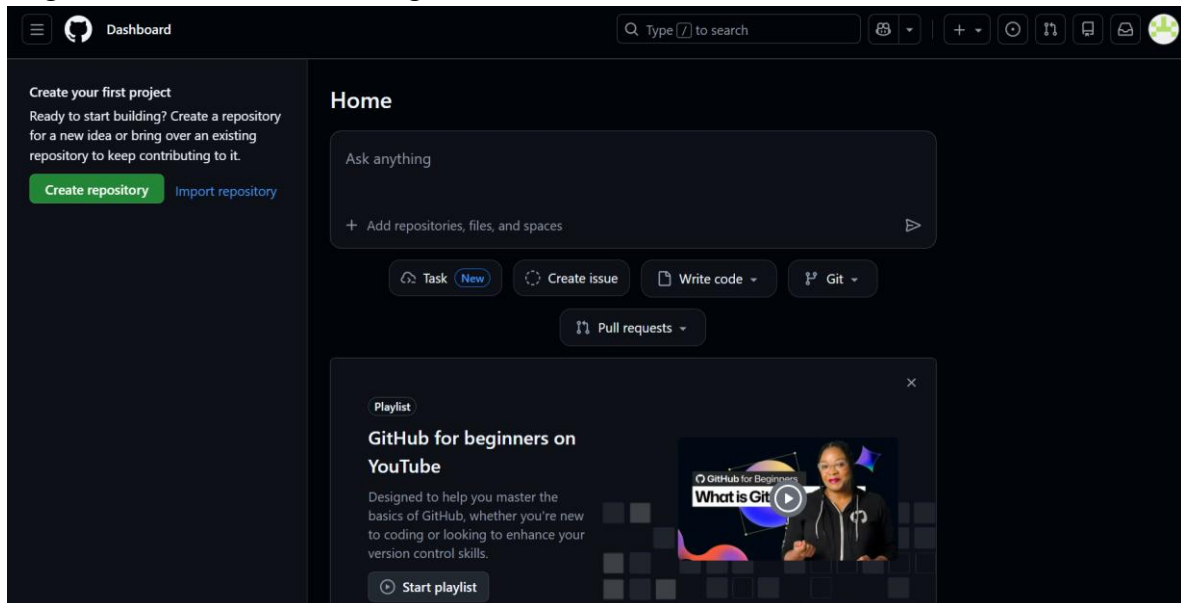 Dashboard
Type / to search
Create your first project
Ready to start building? Create a repository
for a new idea or bring over an existing
repository to keep contributing to it.
Create repository
Import repository
Home
Ask anything
Add repositories, files, and spaces
Task New
Create issue
Write code
Git
Pull requests
Playlist
GitHub for beginners on
YouTube
Designed to help you master the
basics of GitHub, whether you're new
to coding or looking to enhance your
version control skills.
Start playlist
GitHub for Beginners
What is Git